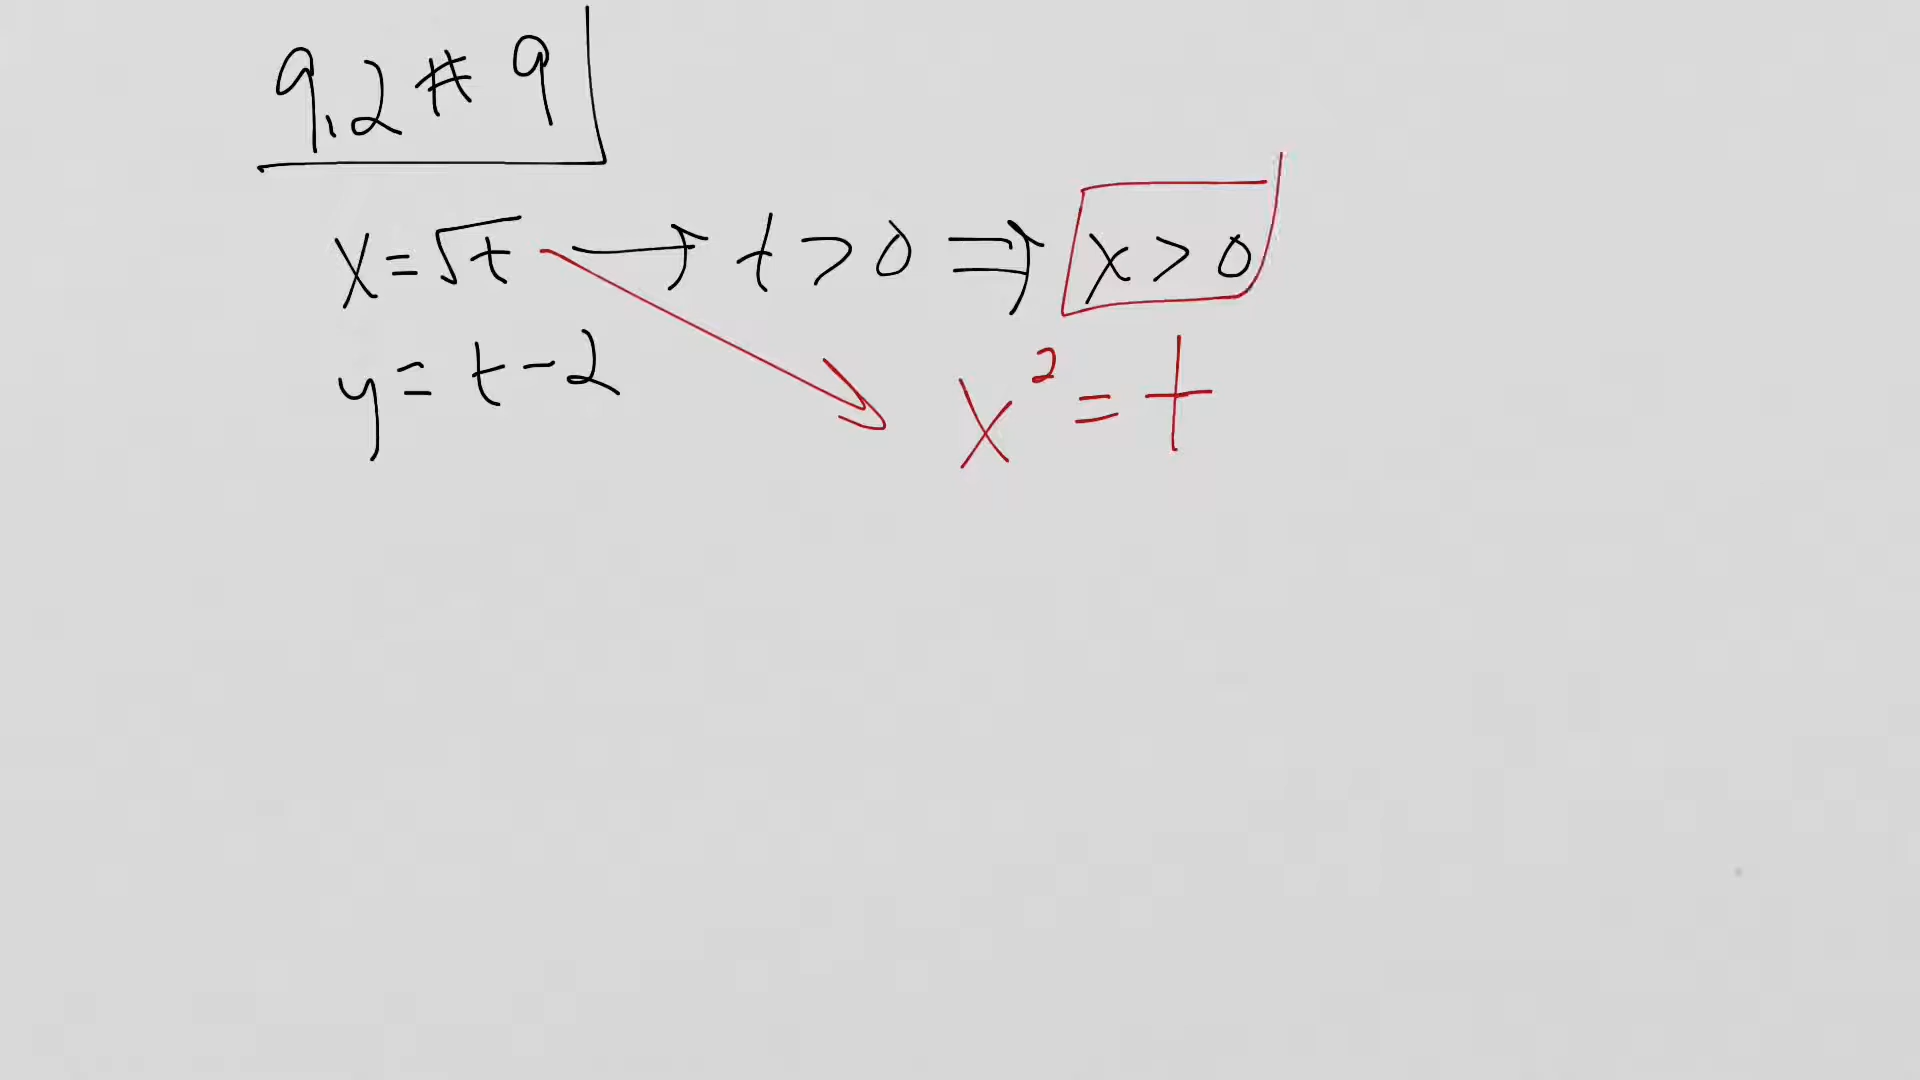 9.2 # 9
x = √t → t > 0 ⇒ x > 0
y = t - 2
x² = t